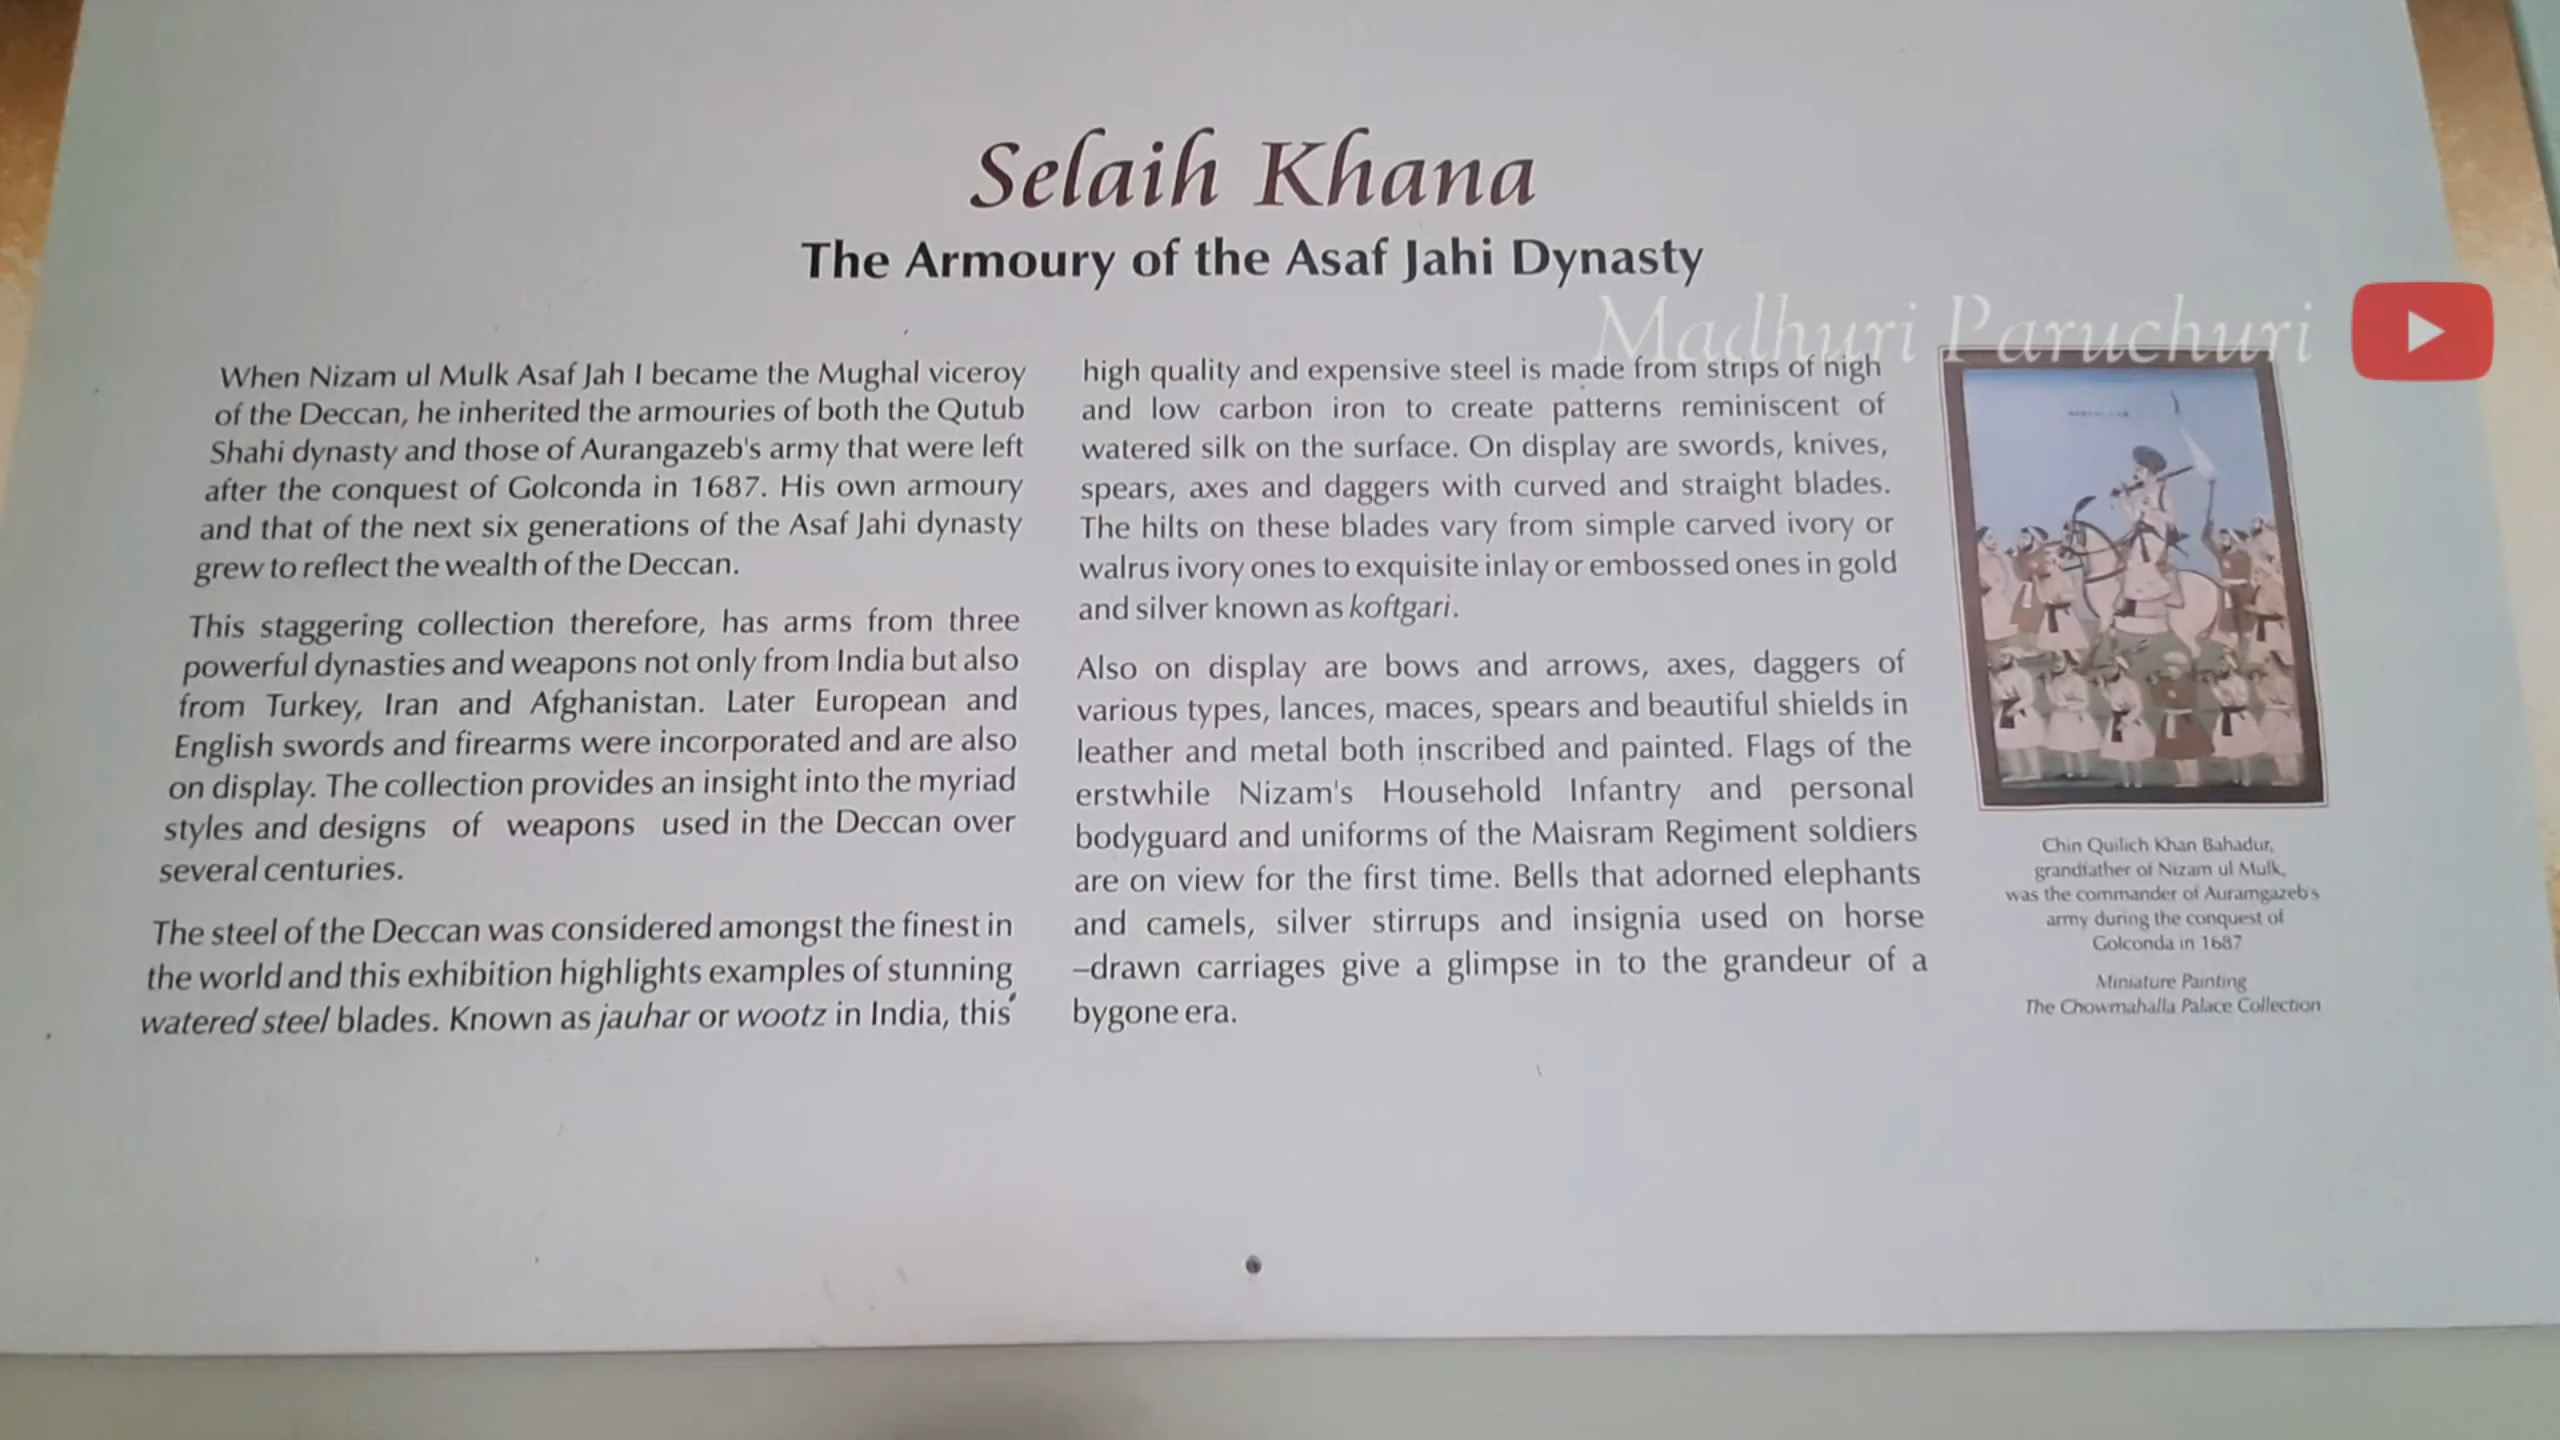 Selaih Khana
The Armoury of the Asaf Jahi Dynasty
Madhuri Paruchuri
When Nizam ul Mulk Asaf Jah I became the Mughal viceroy
of the Deccan, he inherited the armouries of both the Qutub
Shahi dynasty and those of Aurangazeb's army that were left
after the conquest of Golconda in 1687. His own armoury
and that of the next six generations of the Asaf Jahi dynasty
grew to reflect the wealth of the Deccan.
This staggering collection therefore, has arms from three
powerful dynasties and weapons not only from India but also
from Turkey, Iran and Afghanistan. Later European and
English swords and firearms were incorporated and are also
on display. The collection provides an insight into the myriad
styles and designs of weapons used in the Deccan over
several centuries.
The steel of the Deccan was considered amongst the finest in
the world and this exhibition highlights examples of stunning
watered steel blades. Known as jauhar or wootz in India, this
high quality and expensive steel is made from strips of high
and low carbon iron to create patterns reminiscent of
watered silk on the surface. On display are swords, knives,
spears, axes and daggers with curved and straight blades.
The hilts on these blades vary from simple carved ivory or
walrus ivory ones to exquisite inlay or embossed ones in gold
and silver known as koftgari.
Also on display are bows and arrows, axes, daggers of
various types, lances, maces, spears and beautiful shields in
leather and metal both inscribed and painted. Flags of the
erstwhile Nizam's Household Infantry and personal
bodyguard and uniforms of the Maisram Regiment soldiers
are on view for the first time. Bells that adorned elephants
and camels, silver stirrups and insignia used on horse
–drawn carriages give a glimpse in to the grandeur of a
bygone era.
Chin Quilich Khan Bahadur,
grandfather of Nizam ul Mulk,
was the commander of Auramgazeb's
army during the conquest of
Golconda in 1687
Miniature Painting
The Chowmahalla Palace Collection